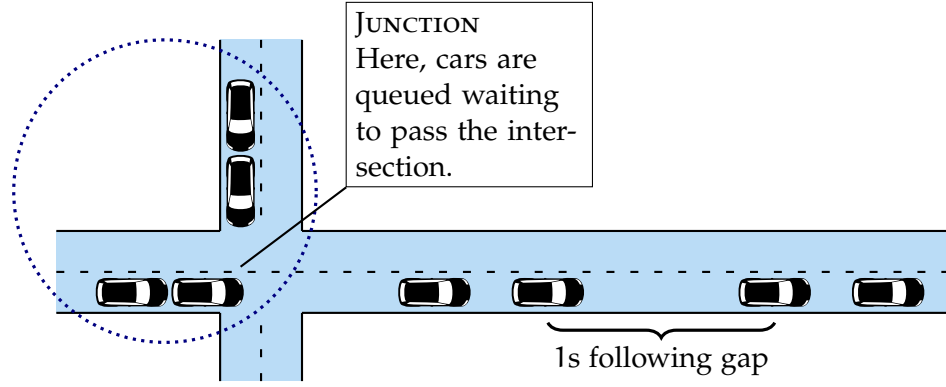 JUNCTION
Here, cars are
queued waiting
to pass the inter-
section.
1s following gap